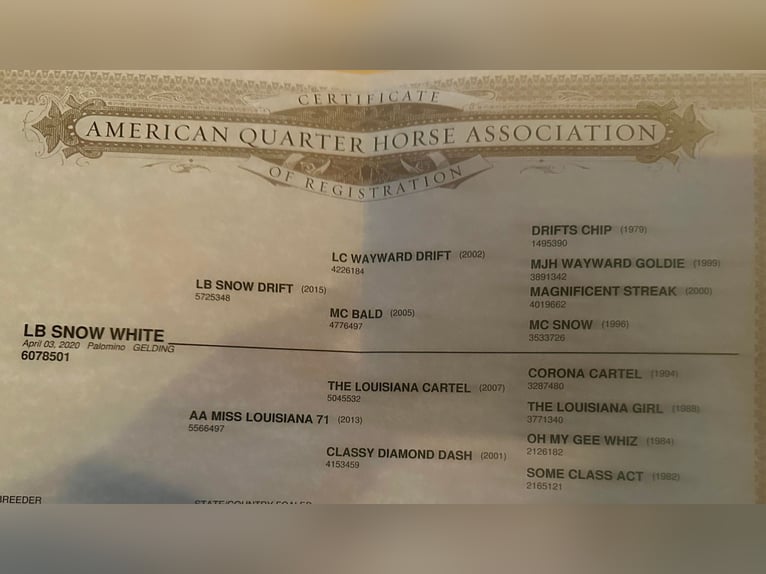 CERTIFICATE
AMERICAN QUARTER HORSE ASSOCIATION
OF REGISTRATION
DRIFTS CHIP (1979)
1495390
LC WAYWARD DRIFT (2002)
4226184
MJH WAYWARD GOLDIE (1999)
3891342
LB SNOW DRIFT (2015)
5725348
MAGNIFICENT STREAK (2000)
4019662
MC BALD (2005)
4776497
MC SNOW (1996)
3533726
LB SNOW WHITE
April 03, 2020 Palomino GELDING
6078501
CORONA CARTEL (1994)
3287480
THE LOUISIANA CARTEL (2007)
5045532
THE LOUISIANA GIRL (1988)
3771340
AA MISS LOUISIANA 71 (2013)
5566497
OH MY GEE WHIZ (1984)
2126182
CLASSY DIAMOND DASH (2001)
4153459
SOME CLASS ACT (1982)
2165121
BREEDER
STATE/COUNTRY FOALED